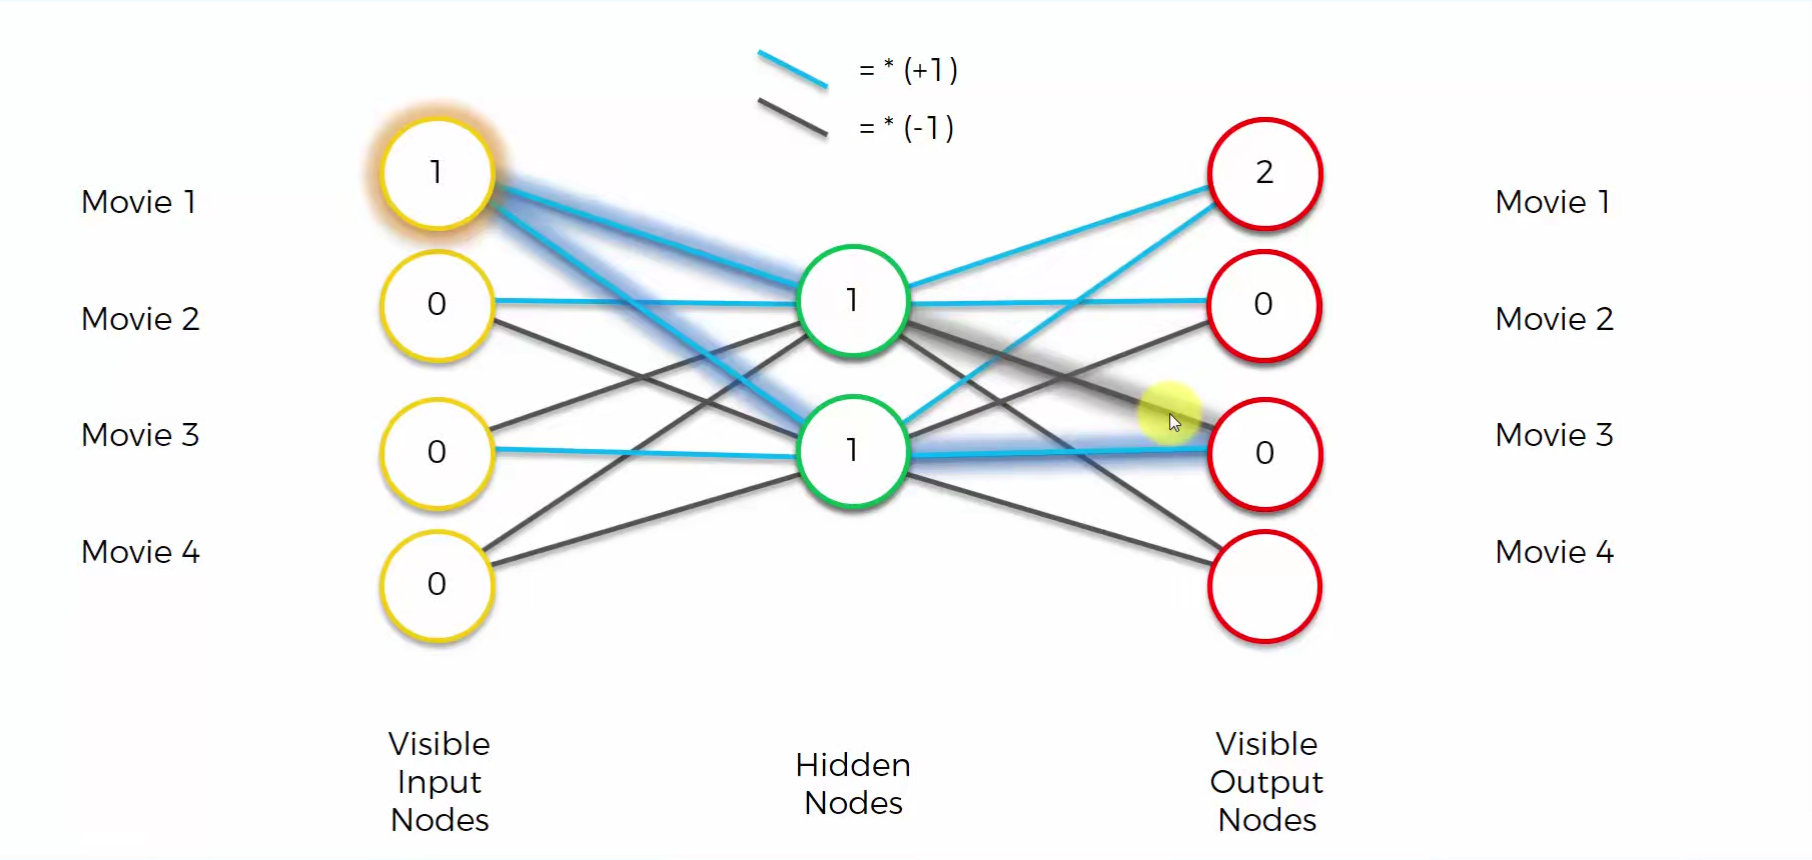 = * (+1)
= * (-1)
Movie 1
Movie 2
Movie 3
Movie 4
1
0
0
0
1
1
2
0
0
Movie 1
Movie 2
Movie 3
Movie 4
Visible
Input
Nodes
Hidden
Nodes
Visible
Output
Nodes